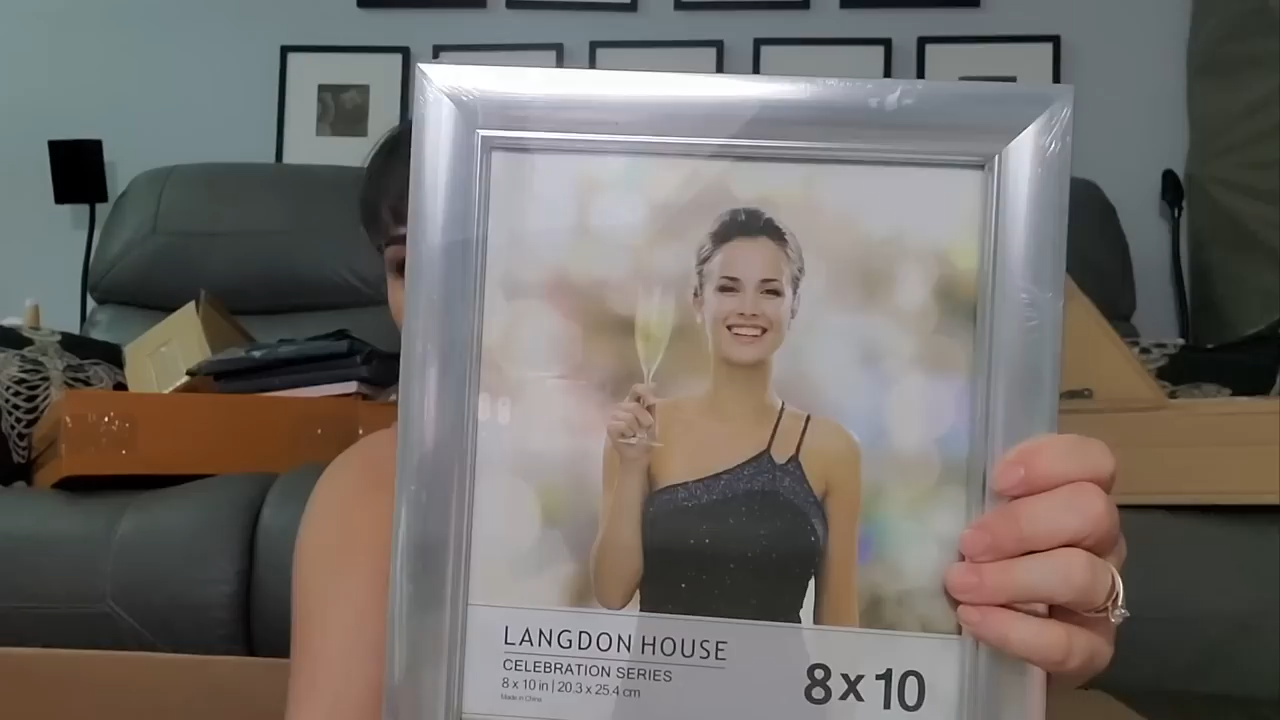 LANGDON HOUSE
CELEBRATION SERIES
8 x 10 in | 20.3 x 25.4 cm
Made in China
8x10